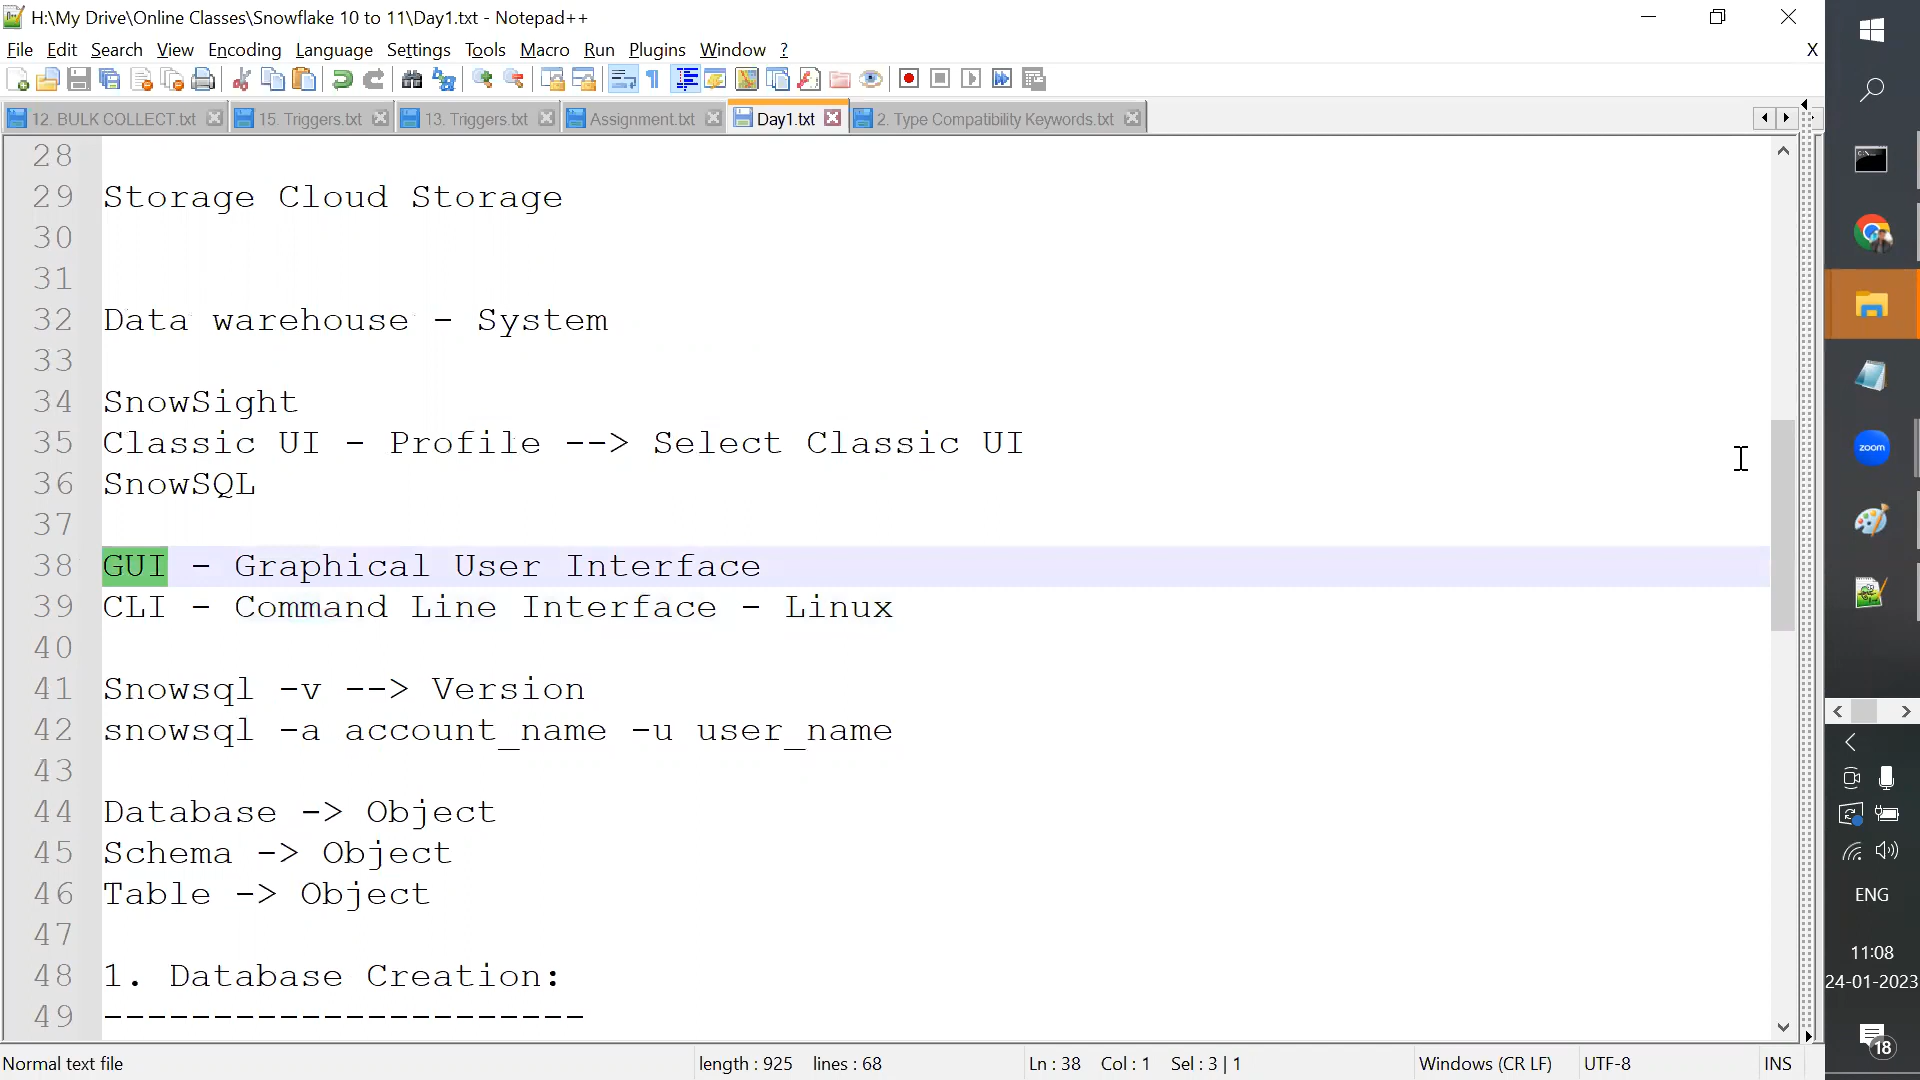 H:\My Drive\Online Classes\Snowflake 10 to 11\Day1.txt - Notepad++
File Edit Search View Encoding Language Settings Tools Macro Run Plugins Window ? X
12. BULK COLLECT.txt 15. Triggers.txt 13. Triggers.txt Assignment.txt Day1.txt 2. Type Compatibility Keywords.txt
28
29 Storage Cloud Storage
30
31
32 Data warehouse - System
33
34 SnowSight
35 Classic UI - Profile --> Select Classic UI
36 SnowSQL
37
38 GUI - Graphical User Interface
39 CLI - Command Line Interface - Linux
40
41 Snowsql -v --> Version
42 snowsql -a account_name -u user_name
43
44 Database -> Object
45 Schema -> Object
46 Table -> Object
47
48 1. Database Creation:
49 ----------------------
Normal text file length : 925 lines : 68 Ln : 38 Col : 1 Sel : 3 | 1 Windows (CR LF) UTF-8 INS
zoom
ENG
11:08
24-01-2023
18